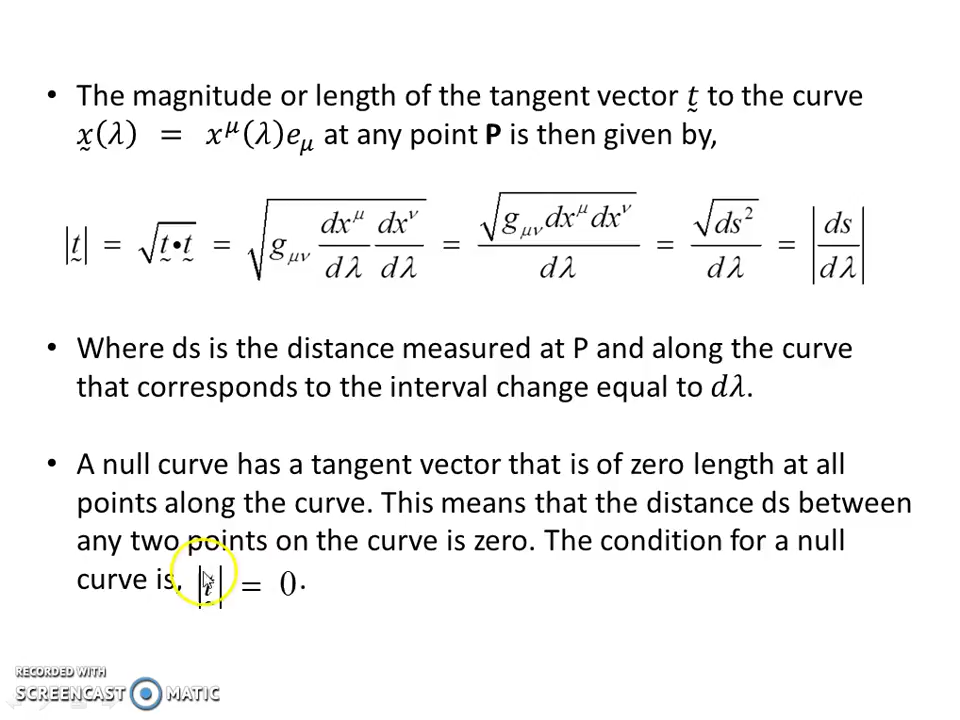 • The magnitude or length of the tangent vector t̰ to the curve
x̰(λ) = x^μ(λ)e_μ at any point P is then given by,
|t̰| = √(t̰•t̰) = √(g_μν dx^μ/dλ dx^ν/dλ) = √(g_μν dx^μ dx^ν)/dλ = √(ds²)/dλ = |ds/dλ|
• Where ds is the distance measured at P and along the curve
that corresponds to the interval change equal to dλ.
• A null curve has a tangent vector that is of zero length at all
points along the curve. This means that the distance ds between
any two points on the curve is zero. The condition for a null
curve is, |t̰| = 0.
RECORDED WITH
SCREENCAST MATIC